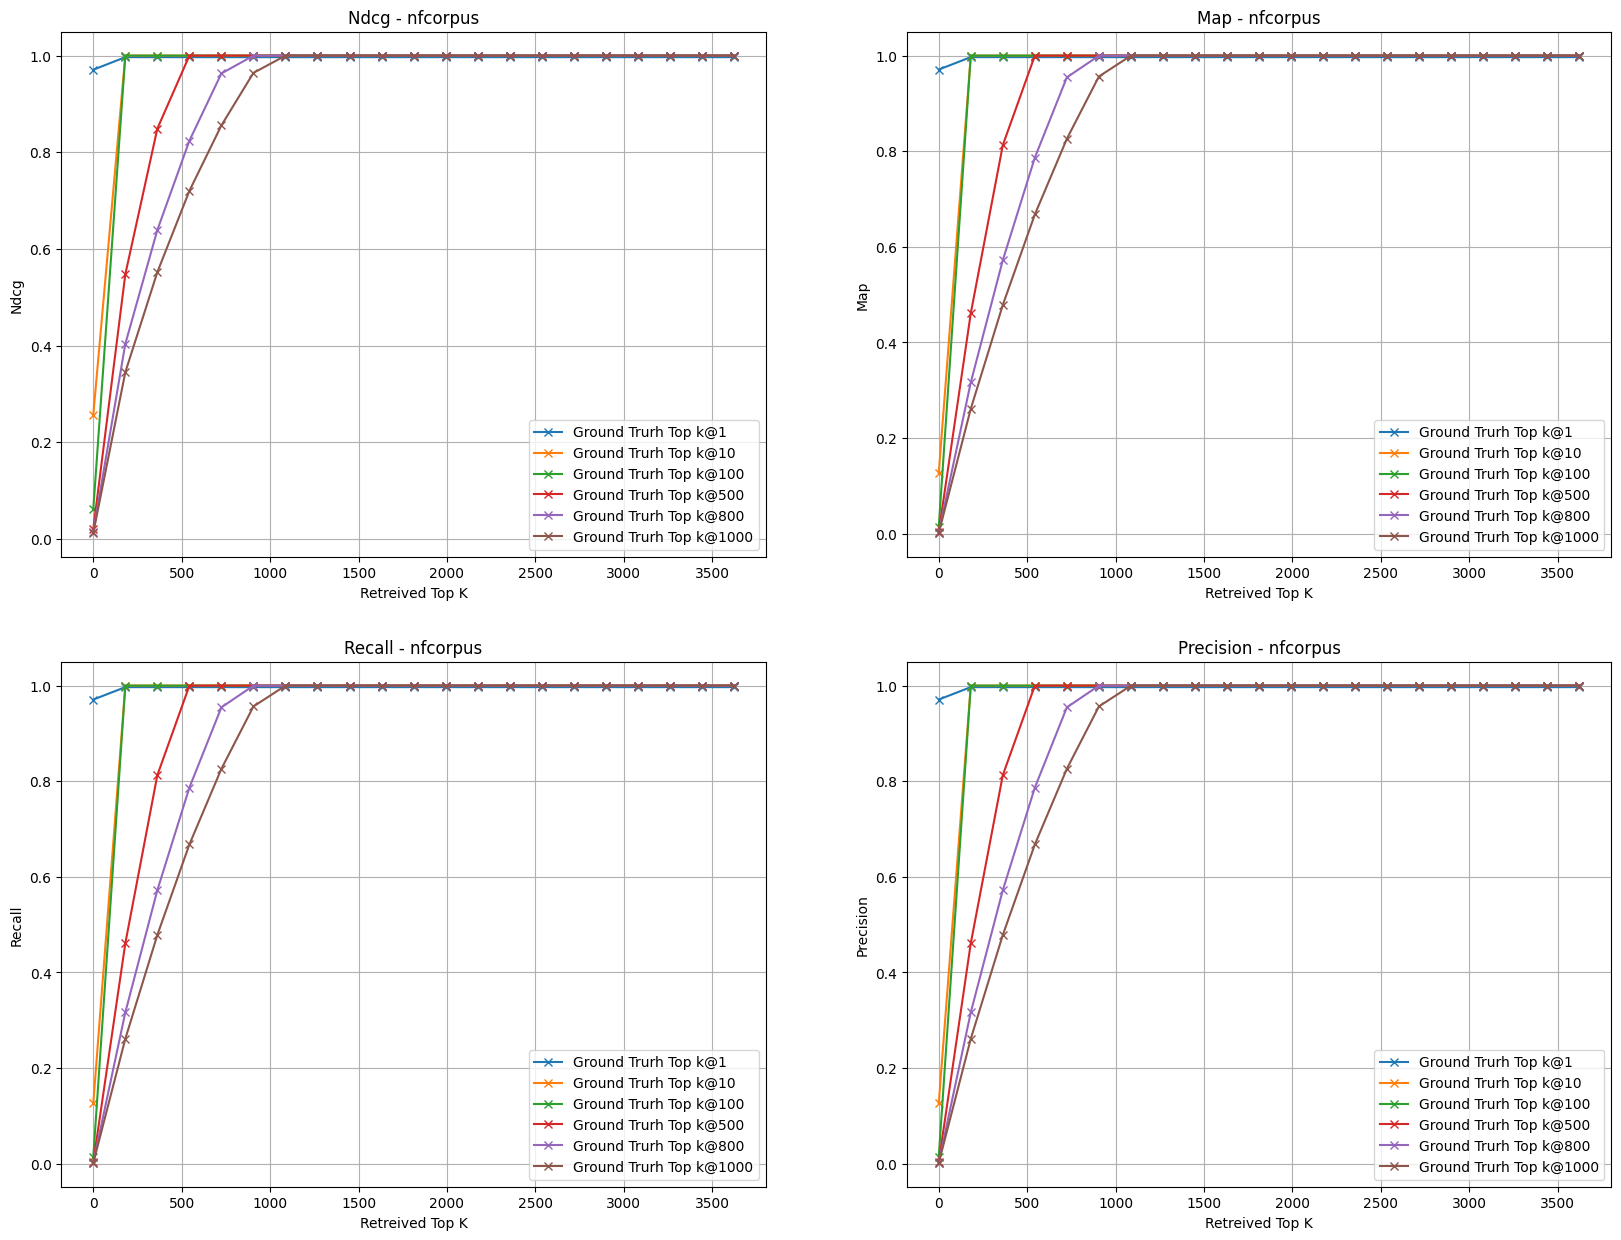 Ndcg - nfcorpus
1.0
0.8
0.6
0.4
0.2
0.0
Ndcg
0 500 1000 1500 2000 2500 3000 3500
Retreived Top K
Ground Trurh Top k@1
Ground Trurh Top k@10
Ground Trurh Top k@100
Ground Trurh Top k@500
Ground Trurh Top k@800
Ground Trurh Top k@1000
Map - nfcorpus
1.0
0.8
0.6
0.4
0.2
0.0
Map
0 500 1000 1500 2000 2500 3000 3500
Retreived Top K
Ground Trurh Top k@1
Ground Trurh Top k@10
Ground Trurh Top k@100
Ground Trurh Top k@500
Ground Trurh Top k@800
Ground Trurh Top k@1000
Recall - nfcorpus
1.0
0.8
0.6
0.4
0.2
0.0
Recall
0 500 1000 1500 2000 2500 3000 3500
Retreived Top K
Ground Trurh Top k@1
Ground Trurh Top k@10
Ground Trurh Top k@100
Ground Trurh Top k@500
Ground Trurh Top k@800
Ground Trurh Top k@1000
Precision - nfcorpus
1.0
0.8
0.6
0.4
0.2
0.0
Precision
0 500 1000 1500 2000 2500 3000 3500
Retreived Top K
Ground Trurh Top k@1
Ground Trurh Top k@10
Ground Trurh Top k@100
Ground Trurh Top k@500
Ground Trurh Top k@800
Ground Trurh Top k@1000